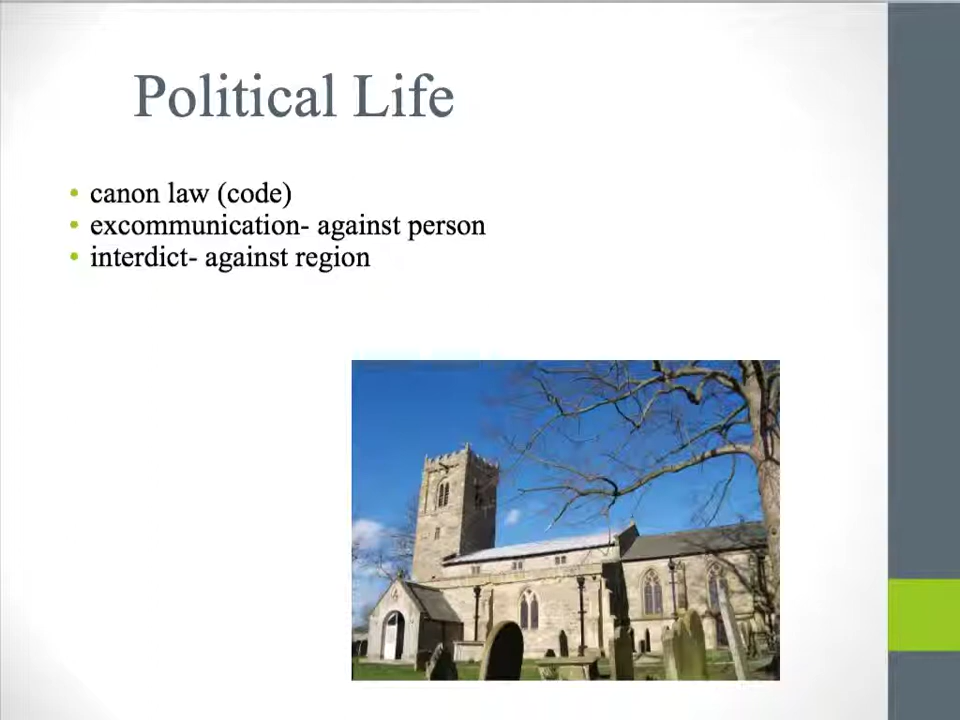 Political Life
• canon law (code)
• excommunication- against person
• interdict- against region